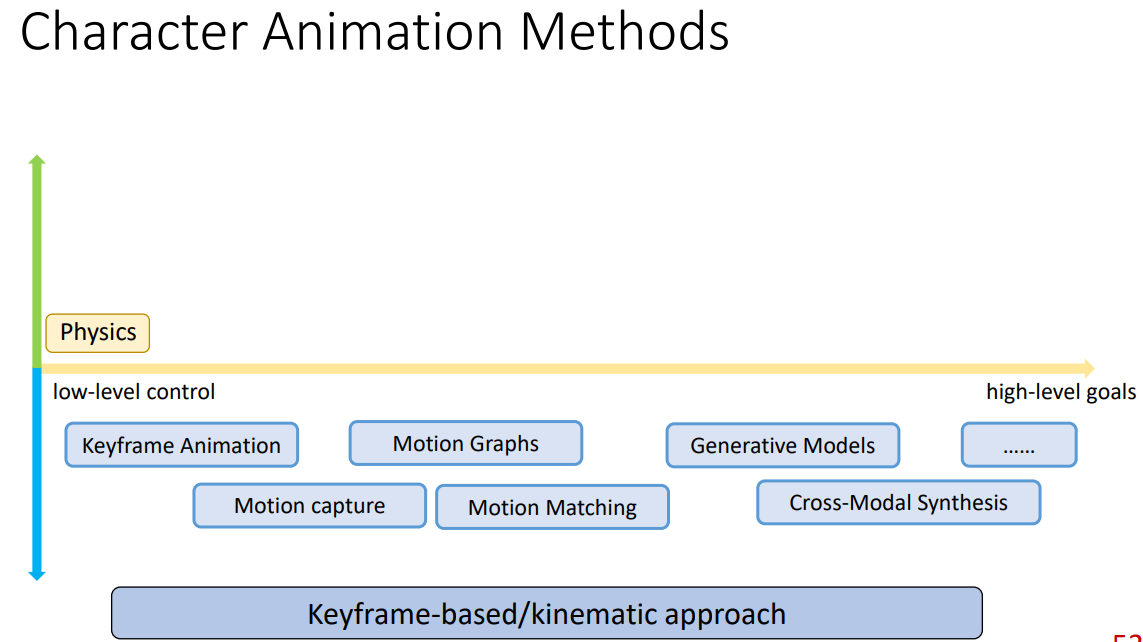 Character Animation Methods
Physics
low-level control
high-level goals
Keyframe Animation
Motion Graphs
Generative Models
......
Motion capture
Motion Matching
Cross-Modal Synthesis
Keyframe-based/kinematic approach